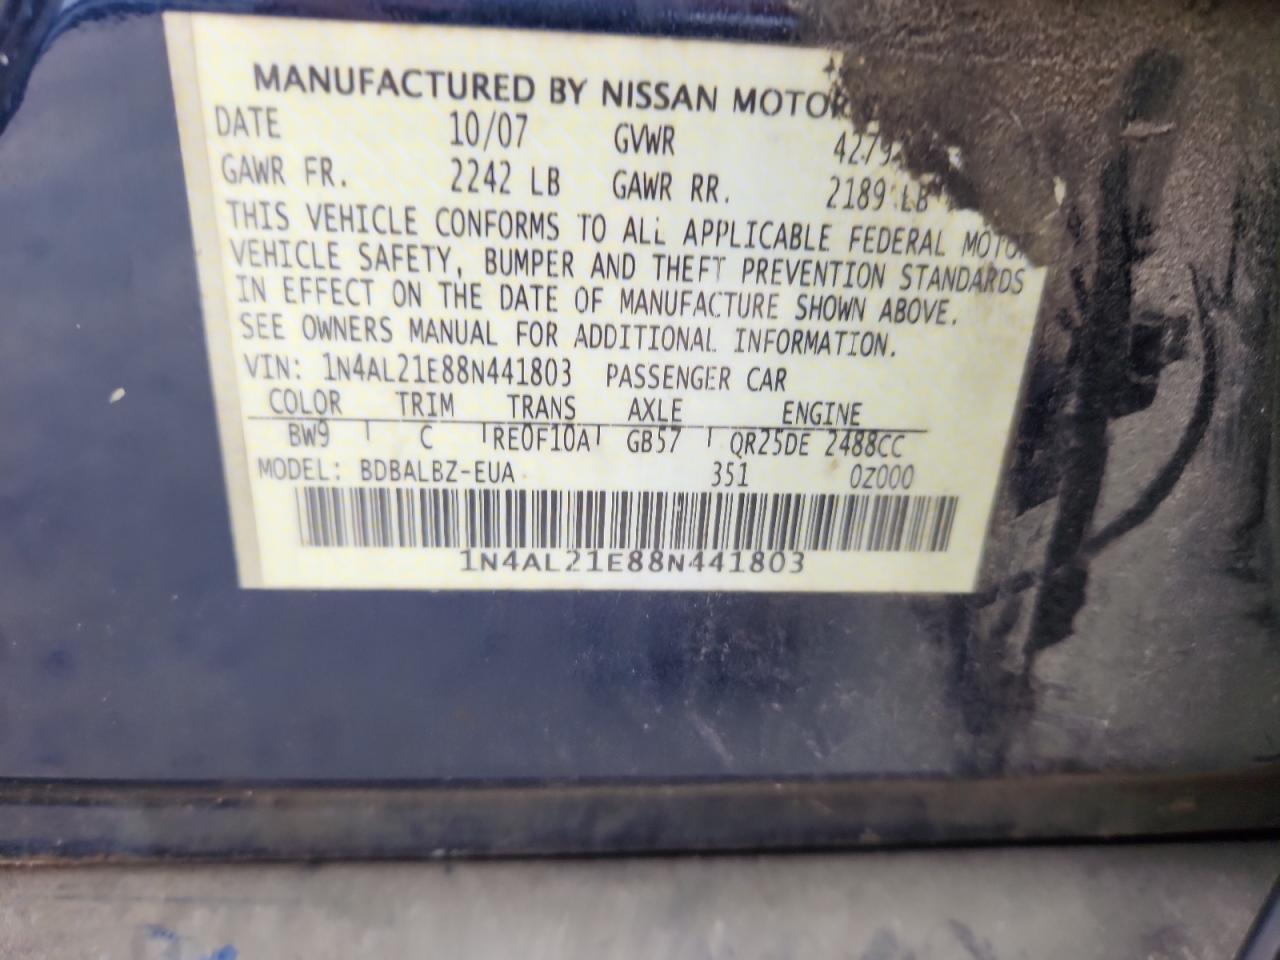 MANUFACTURED BY NISSAN MOTOR
DATE 10/07 GVWR 4279
GAWR FR. 2242 LB GAWR RR. 2189 LB
THIS VEHICLE CONFORMS TO ALL APPLICABLE FEDERAL MOTOR
VEHICLE SAFETY, BUMPER AND THEFT PREVENTION STANDARDS
IN EFFECT ON THE DATE OF MANUFACTURE SHOWN ABOVE.
SEE OWNERS MANUAL FOR ADDITIONAL INFORMATION.
VIN: 1N4AL21E88N441803 PASSENGER CAR
COLOR TRIM TRANS AXLE ENGINE
BW9 C RE0F10A GB57 QR25DE 2488CC
MODEL: BDBALBZ-EUA 351 0Z000
1N4AL21E88N441803